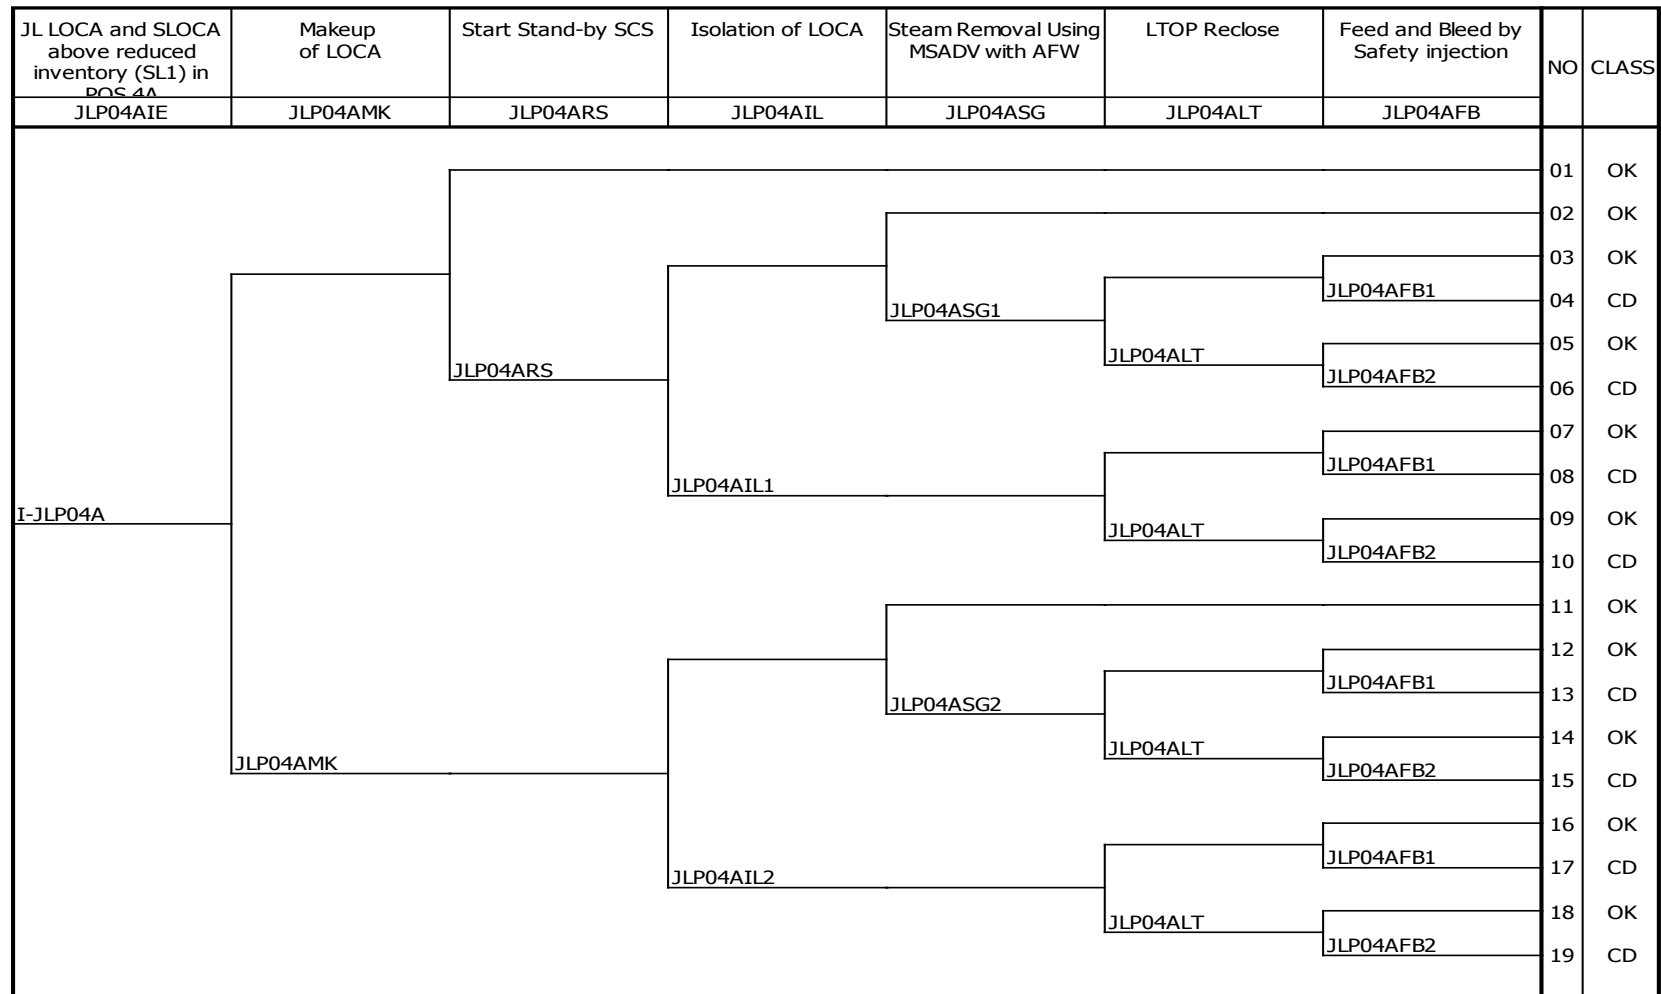 JL LOCA and SLOCA
above reduced
inventory (SL1) in
POS 4A
Makeup
of LOCA
Start Stand-by SCS
Isolation of LOCA
Steam Removal Using
MSADV with AFW
LTOP Reclose
Feed and Bleed by
Safety injection
NO
CLASS
JLP04AIE
JLP04AMK
JLP04ARS
JLP04AIL
JLP04ASG
JLP04ALT
JLP04AFB
01 OK
02 OK
03 OK
JLP04AFB1
04 CD
JLP04ASG1
05 OK
JLP04ALT
JLP04ARS
JLP04AFB2
06 CD
07 OK
JLP04AFB1
08 CD
JLP04AIL1
I-JLP04A
09 OK
JLP04ALT
JLP04AFB2
10 CD
11 OK
12 OK
JLP04AFB1
13 CD
JLP04ASG2
14 OK
JLP04ALT
JLP04AMK
JLP04AFB2
15 CD
16 OK
JLP04AFB1
17 CD
JLP04AIL2
18 OK
JLP04ALT
JLP04AFB2
19 CD